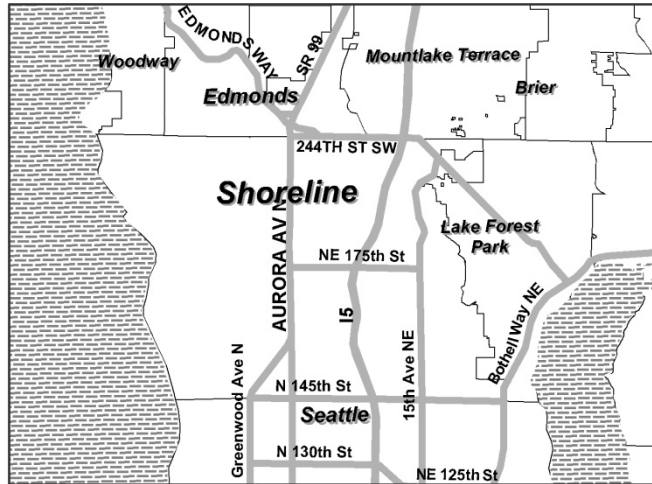 EDMONDS WAY
SR 99
Woodway
Mountlake Terrace
Edmonds
Brier
244TH ST SW
Shoreline
Lake Forest
Park
AURORA AV
NE 175th St
I5
Bothell Way NE
15th Ave NE
Greenwood Ave N
N 145th St
Seattle
N 130th St
NE 125th St